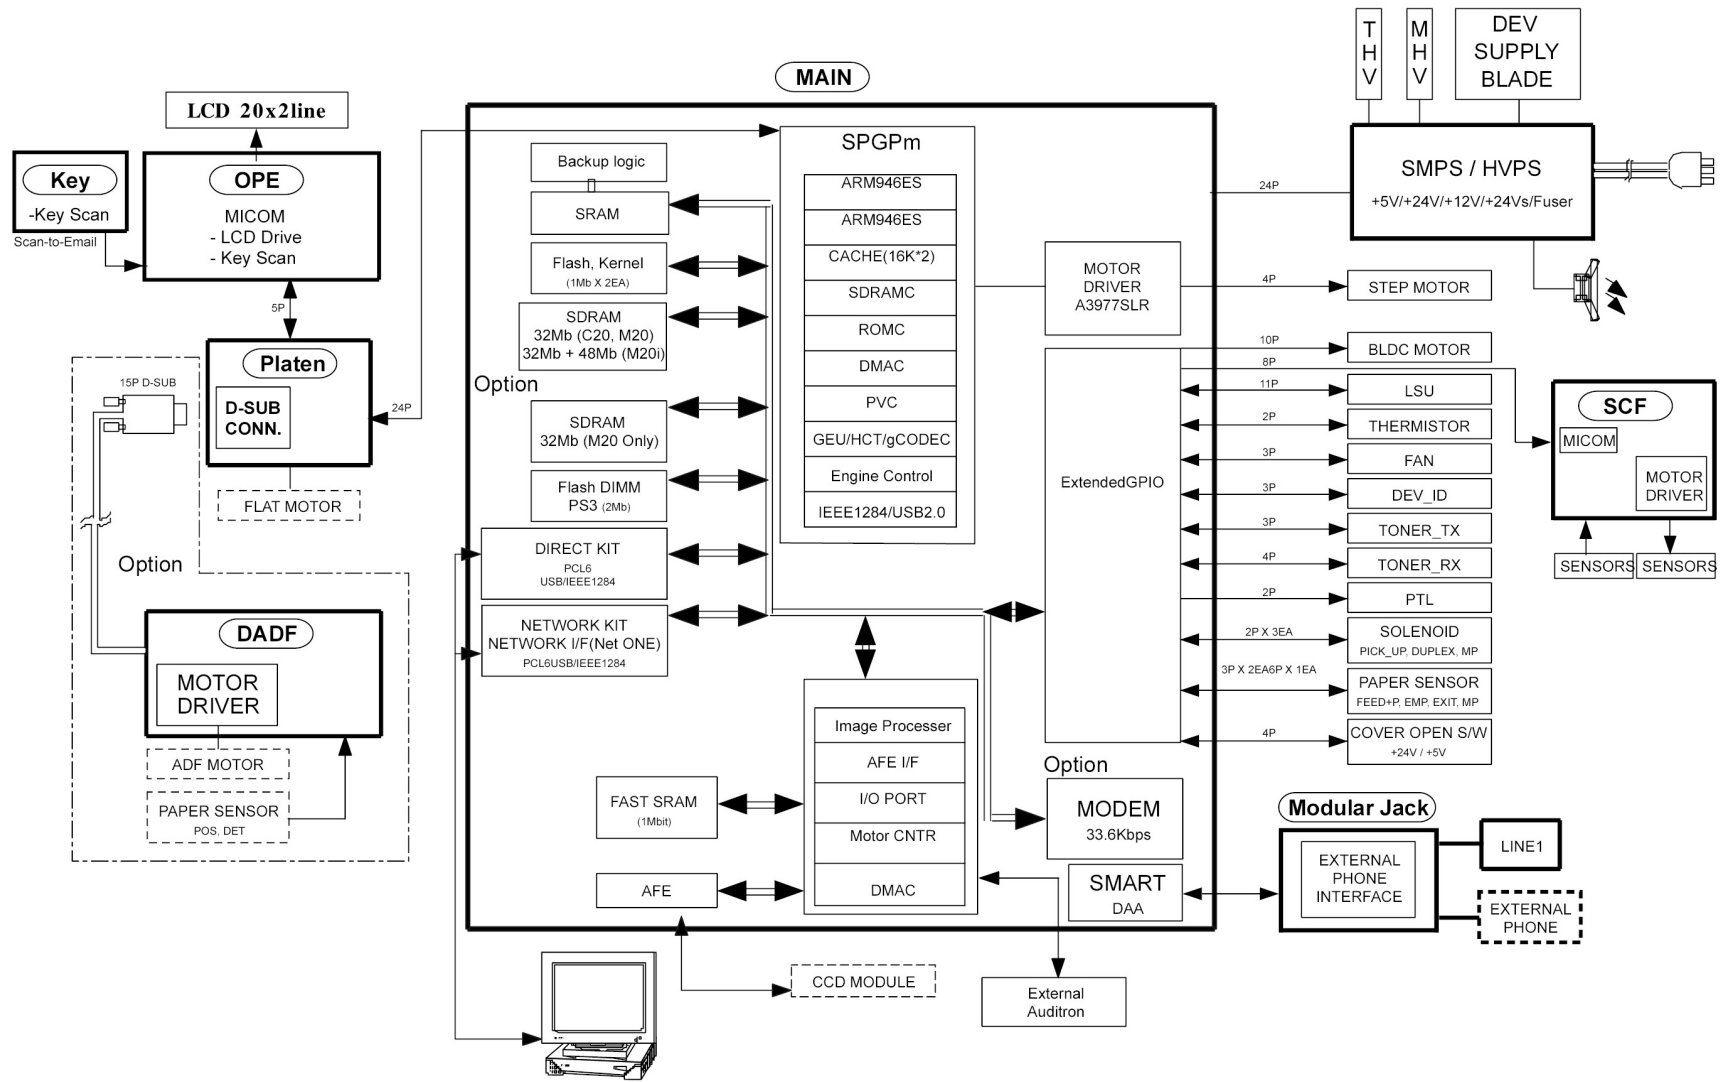 MAIN
LCD 20x2line
Key
-Key Scan
Scan-to-Email
OPE
MICOM
- LCD Drive
- Key Scan
5P
Platen
D-SUB
CONN.
24P
FLAT MOTOR
15P D-SUB
Option
DADF
MOTOR
DRIVER
ADF MOTOR
PAPER SENSOR
POS, DET
Backup logic
SRAM
Flash, Kernel
(1Mb X 2EA)
SDRAM
32Mb (C20, M20)
32Mb + 48Mb (M20i)
Option
SDRAM
32Mb (M20 Only)
Flash DIMM
PS3 (2Mb)
DIRECT KIT
PCL6
USB/IEEE1284
NETWORK KIT
NETWORK I/F(Net ONE)
PCL6USB/IEEE1284
FAST SRAM
(1Mbit)
AFE
CCD MODULE
SPGPm
ARM946ES
ARM946ES
CACHE(16K*2)
SDRAMC
ROMC
DMAC
PVC
GEU/HCT/gCODEC
Engine Control
IEEE1284/USB2.0
Image Processer
AFE I/F
I/O PORT
Motor CNTR
DMAC
External
Auditron
MOTOR
DRIVER
A3977SLR
ExtendedGPIO
Option
MODEM
33.6Kbps
SMART
DAA
THV
MHV
DEV
SUPPLY
BLADE
SMPS / HVPS
+5V/+24V/+12V/+24Vs/Fuser
24P
4P
STEP MOTOR
10P
BLDC MOTOR
8P
11P
LSU
2P
THERMISTOR
3P
FAN
3P
DEV_ID
3P
TONER_TX
4P
TONER_RX
2P
PTL
2P X 3EA
SOLENOID
PICK_UP, DUPLEX, MP
3P X 2EA6P X 1EA
PAPER SENSOR
FEED+P, EMP, EXIT, MP
4P
COVER OPEN S/W
+24V / +5V
SCF
MICOM
MOTOR
DRIVER
SENSORS
SENSORS
Modular Jack
EXTERNAL
PHONE
INTERFACE
LINE1
EXTERNAL
PHONE